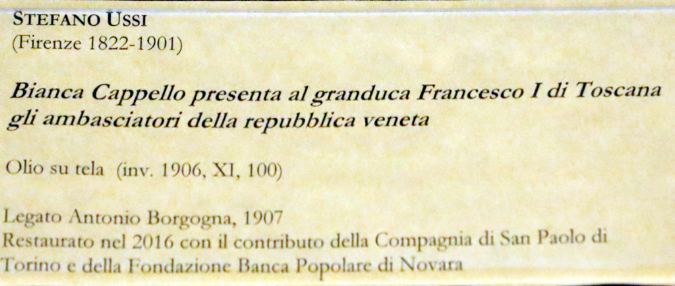 STEFANO USSI
(Firenze 1822-1901)
Bianca Cappello presenta al granduca Francesco I di Toscana
gli ambasciatori della repubblica veneta
Olio su tela (inv. 1906, XI, 100)
Legato Antonio Borgogna, 1907
Restaurato nel 2016 con il contributo della Compagnia di San Paolo di
Torino e della Fondazione Banca Popolare di Novara